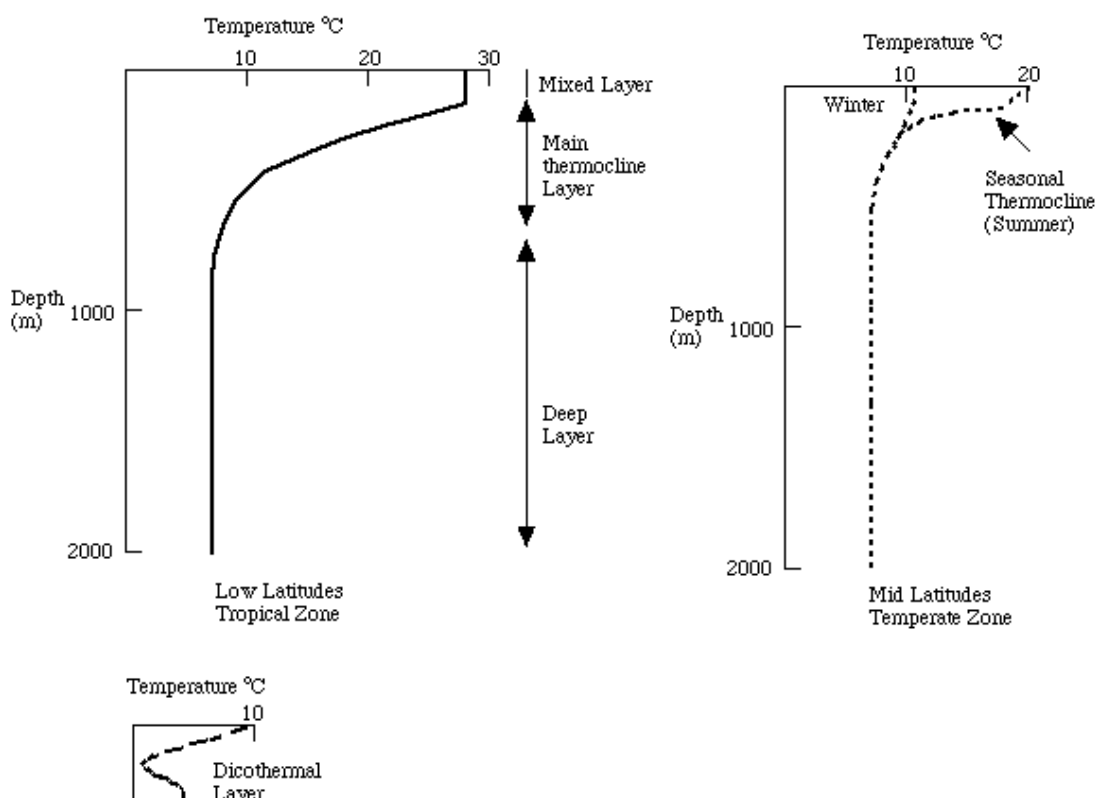 Temperature °C
10 20 30
Mixed Layer
Main
thermocline
Layer
Depth
(m)
1000
Deep
Layer
2000
Low Latitudes
Tropical Zone
Temperature °C
10 20
Winter
Seasonal
Thermocline
(Summer)
Depth
(m)
1000
2000
Mid Latitudes
Temperate Zone
Temperature °C
10
Dicothermal
Layer